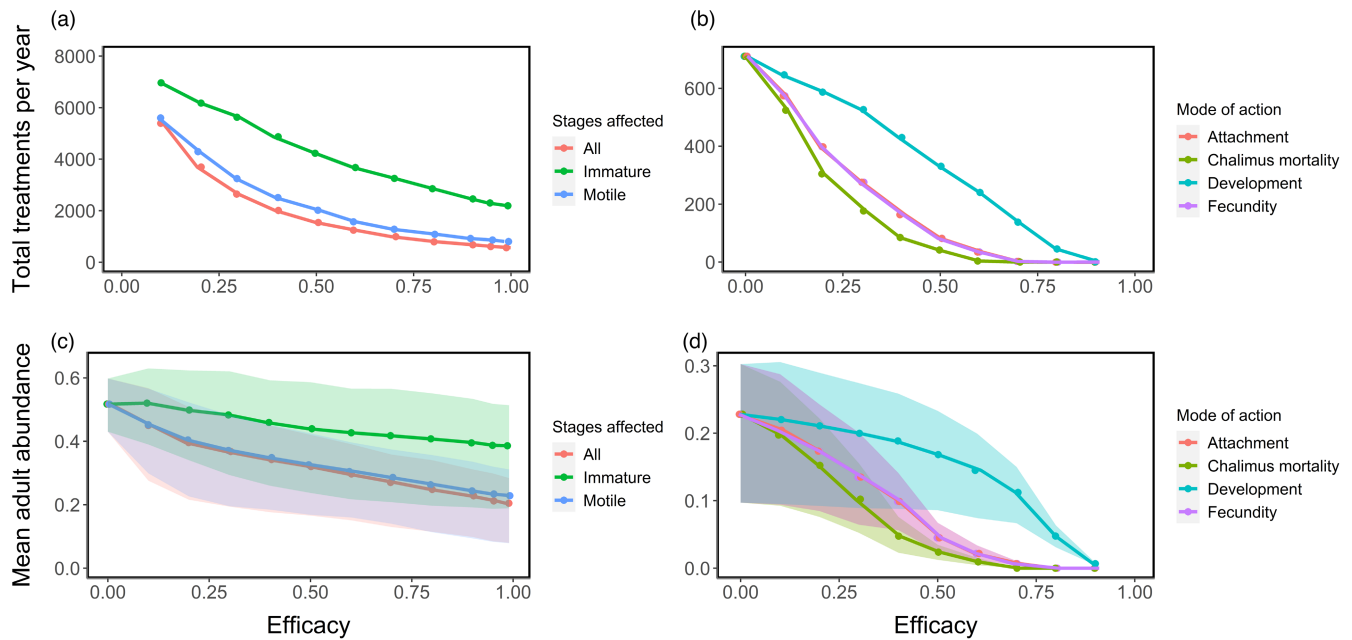 (a)
(b)
Total treatments per year
8000
6000
4000
2000
0
0.00 0.25 0.50 0.75 1.00
Stages affected
All
Immature
Motile
600
400
200
0
0.00 0.25 0.50 0.75 1.00
Mode of action
Attachment
Chalimus mortality
Development
Fecundity
(c)
(d)
Mean adult abundance
0.6
0.4
0.2
0.0
0.00 0.25 0.50 0.75 1.00
Efficacy
Stages affected
All
Immature
Motile
0.3
0.2
0.1
0.0
0.00 0.25 0.50 0.75 1.00
Efficacy
Mode of action
Attachment
Chalimus mortality
Development
Fecundity